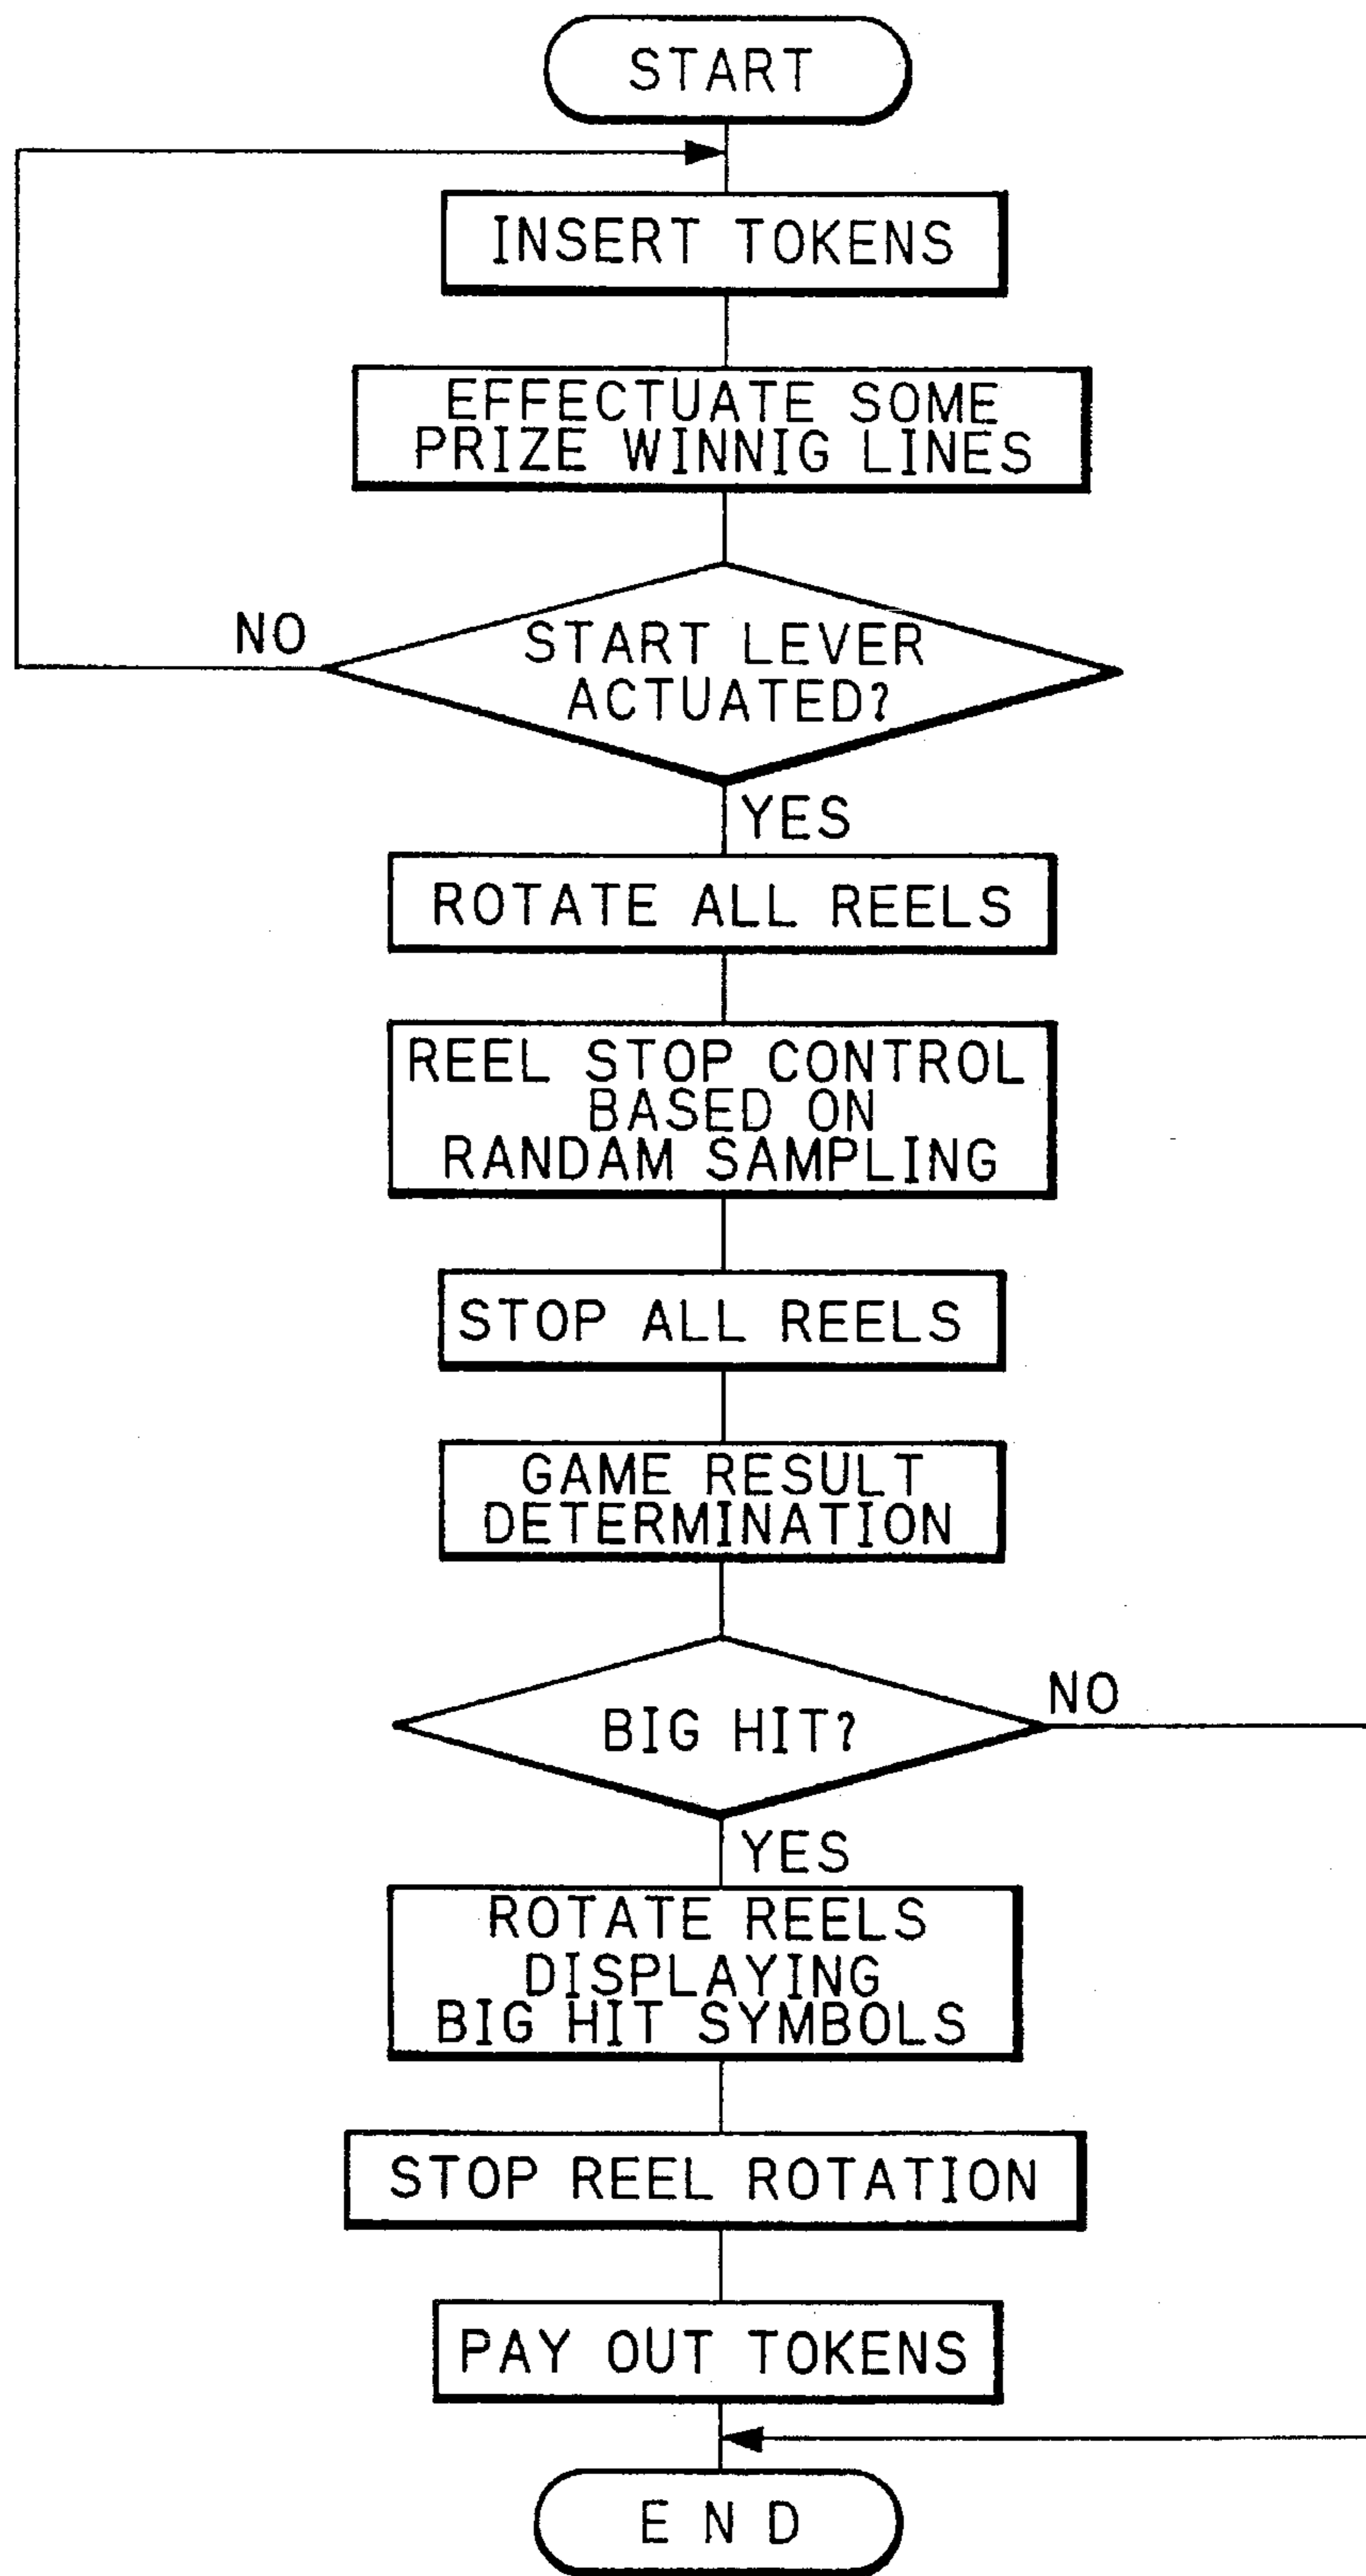 START
INSERT TOKENS
EFFECTUATE SOME
PRIZE WINNIG LINES
NO
START LEVER
ACTUATED?
YES
ROTATE ALL REELS
REEL STOP CONTROL
BASED ON
RANDAM SAMPLING
STOP ALL REELS
GAME RESULT
DETERMINATION
NO
BIG HIT?
YES
ROTATE REELS
DISPLAYING
BIG HIT SYMBOLS
STOP REEL ROTATION
PAY OUT TOKENS
END